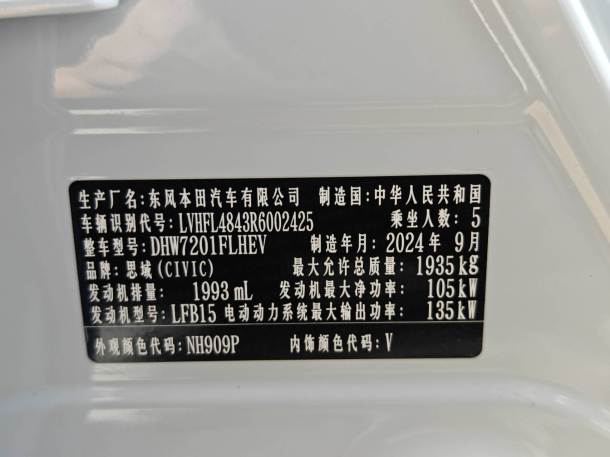 生产厂名:东风本田汽车有限公司 制造国:中华人民共和国
车辆识别代号: LVHFL4843R6002425 乘坐人数: 5
整车型号:DHW7201FLHEV 制造年月:2024 年 9月
品牌:思域(CIVIC) 最大允许总质量: 1935kg
发动机排量: 1993 mL 发动机最大净功率: 105kW
发动机型号: LFB15 电动动力系统最大输出功率: 135kW
外观颜色代码: NH909P 内饰颜色代码: V